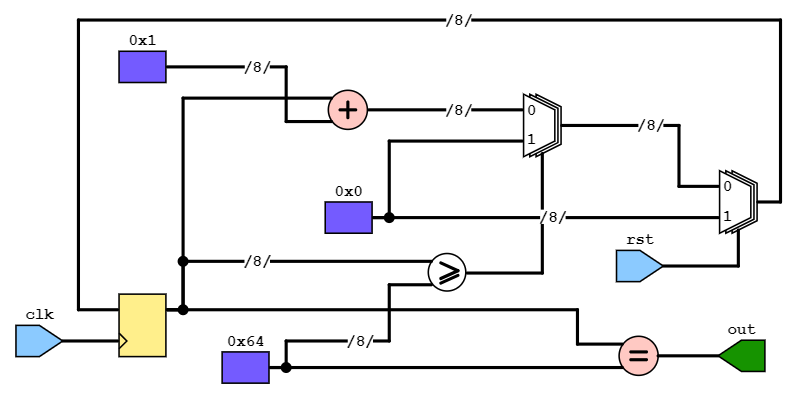 /8/
0x1
/8/
+
/8/
0
1
/8/
0
1
0x0
/8/
rst
/8/
≥
clk
0x64
/8/
=
out